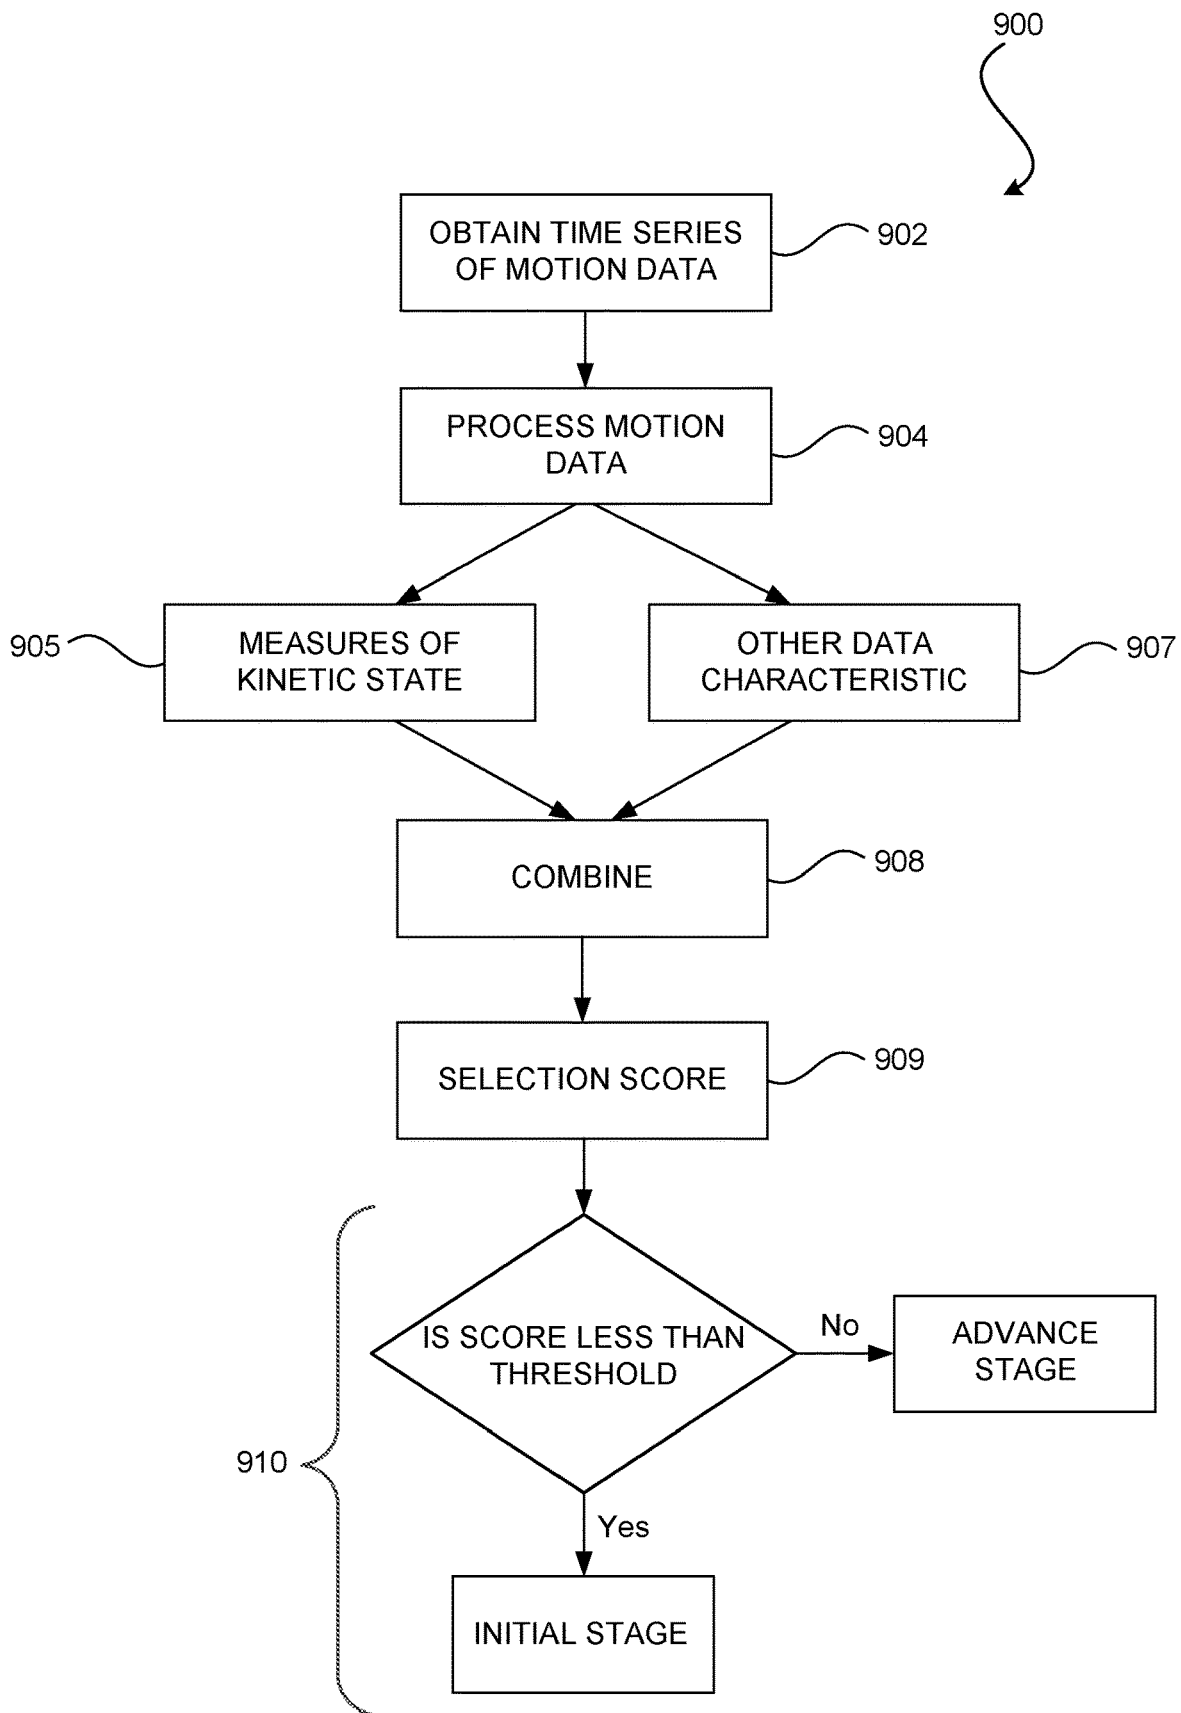 900
OBTAIN TIME SERIES
OF MOTION DATA
902
PROCESS MOTION
DATA
904
905
MEASURES OF
KINETIC STATE
OTHER DATA
CHARACTERISTIC
907
COMBINE
908
SELECTION SCORE
909
IS SCORE LESS THAN
THRESHOLD
No
ADVANCE
STAGE
910
Yes
INITIAL STAGE